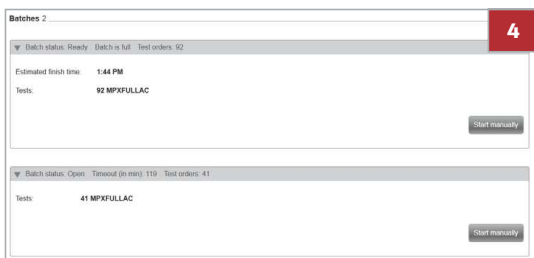 Batches 2
4
Batch status: Ready Batch is full Test orders: 92
Estimated finish time: 1:44 PM
Tests: 92 MPXFULLAC
Start manually
Batch status: Open Timeout (in min): 119 Test orders: 41
Tests: 41 MPXFULLAC
Start manually